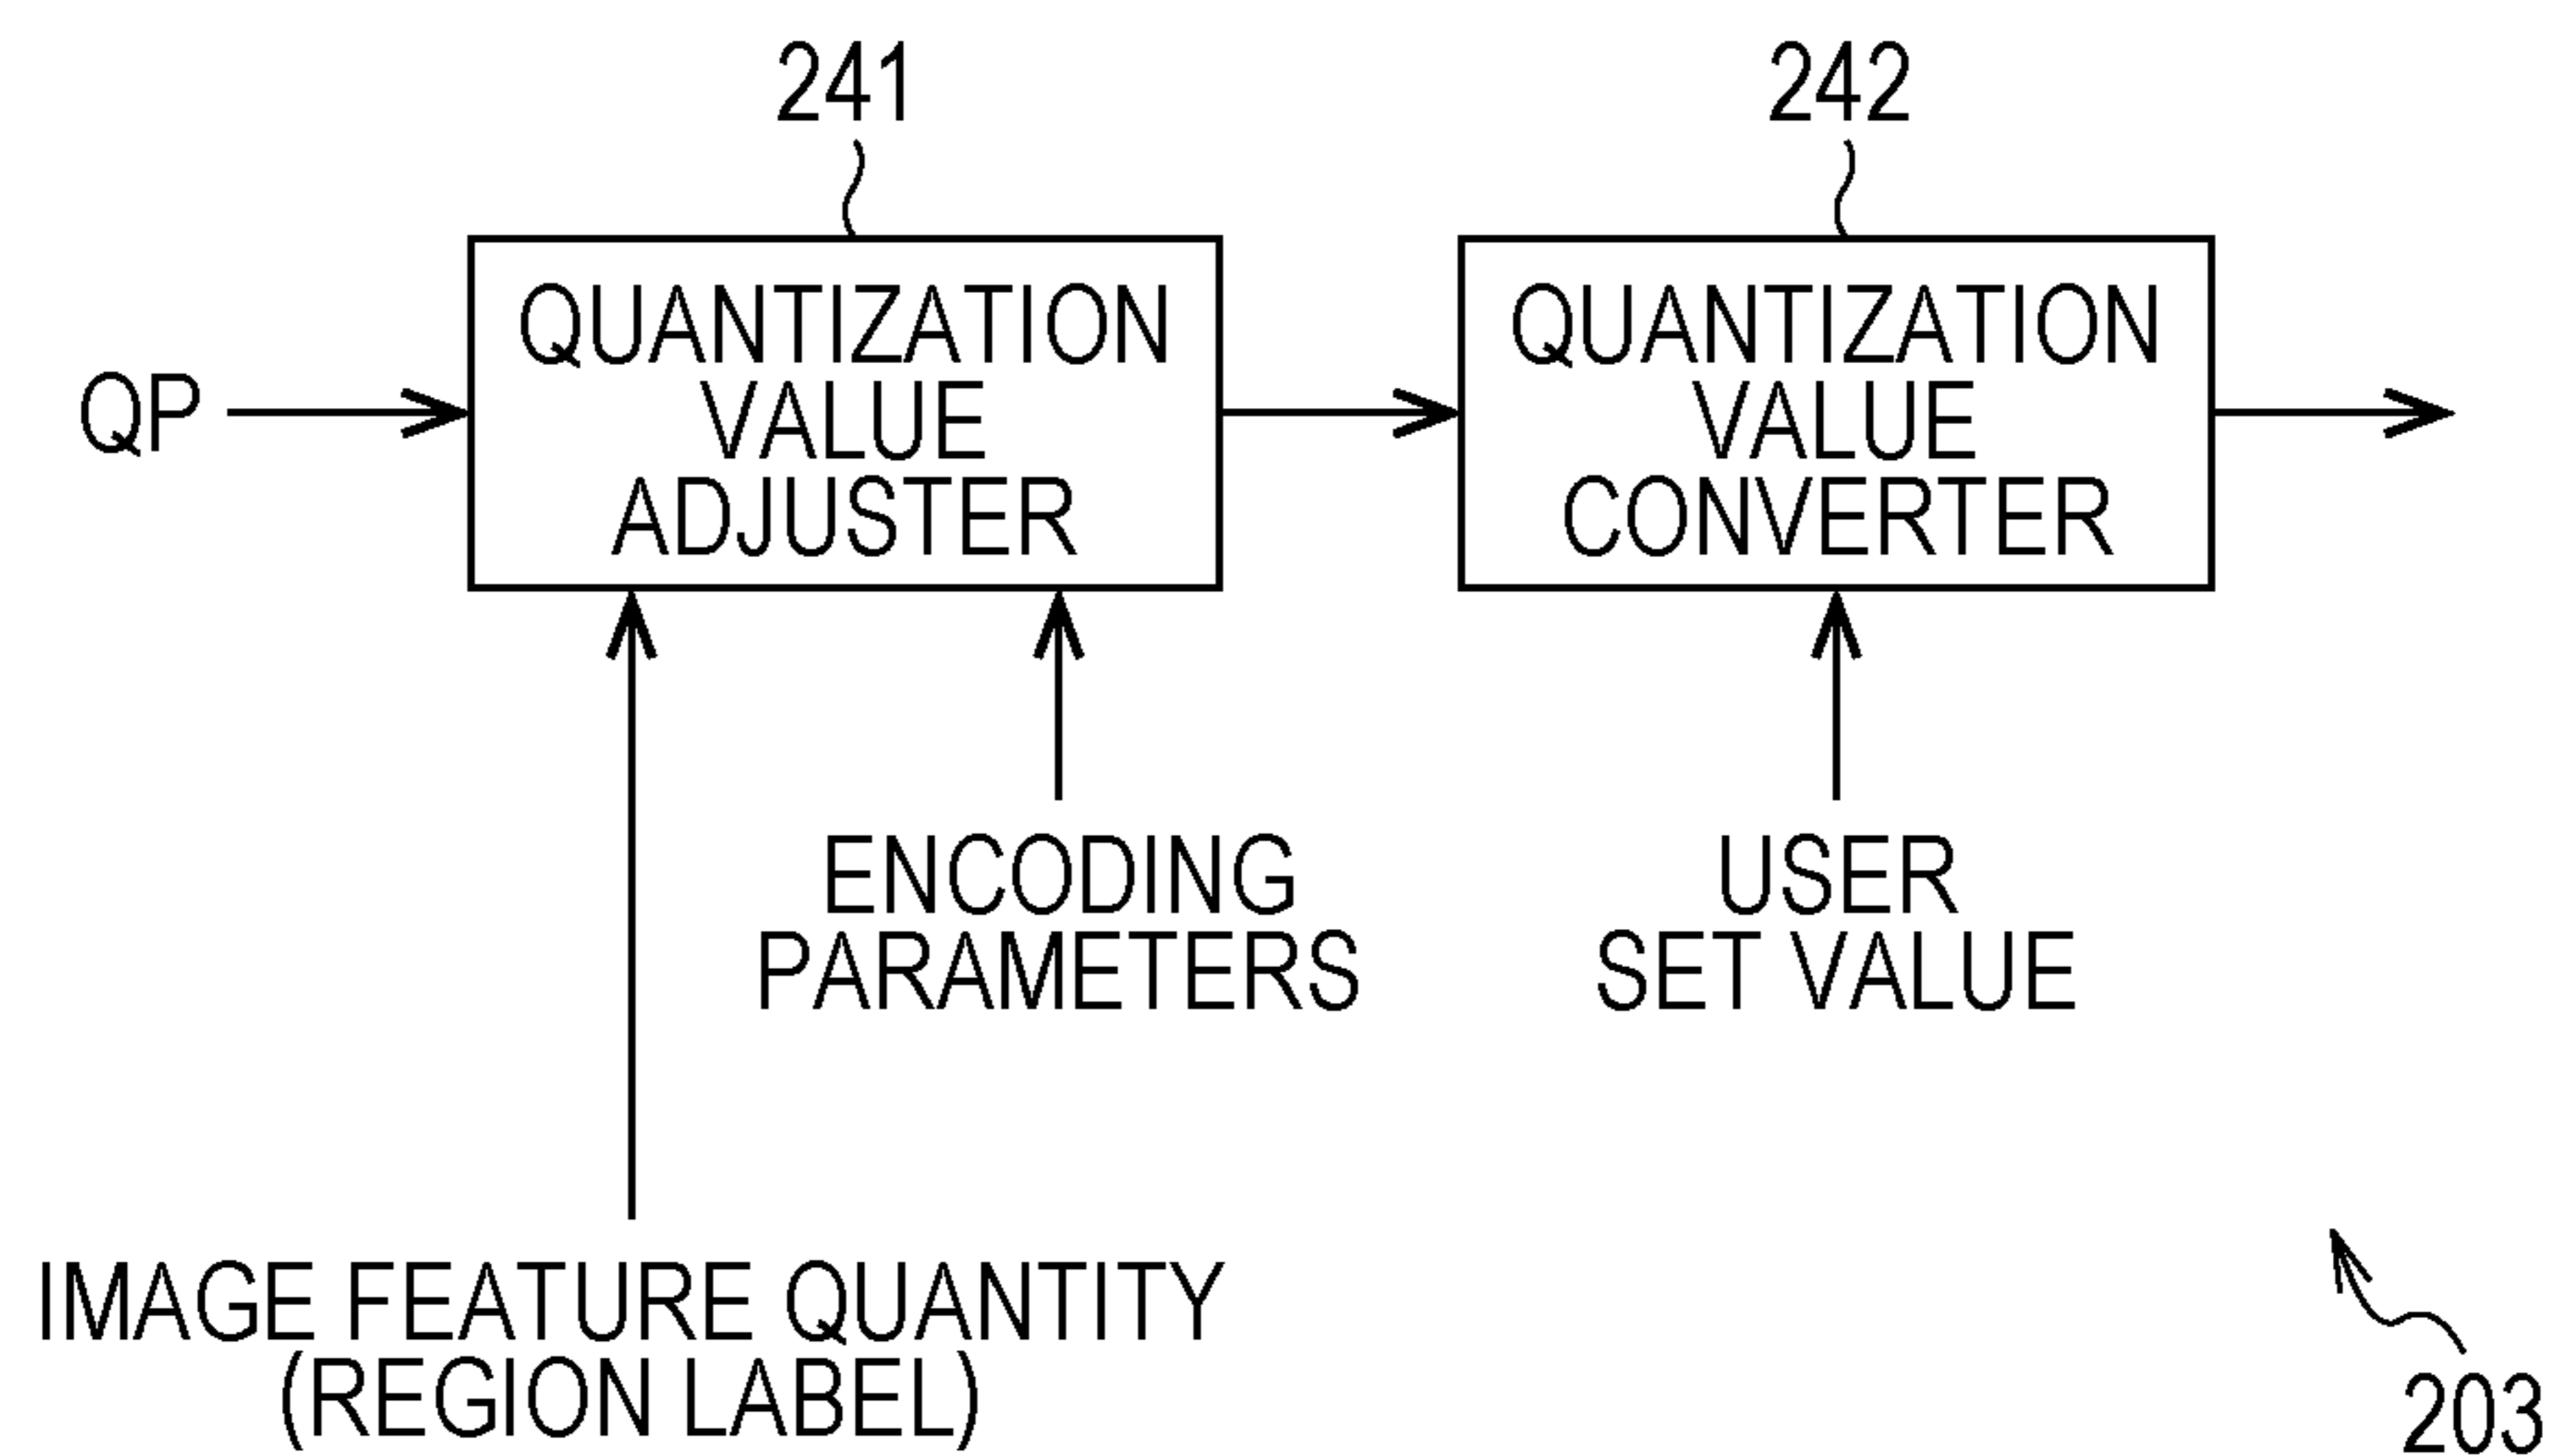 241
242
QP
QUANTIZATION
VALUE
ADJUSTER
QUANTIZATION
VALUE
CONVERTER
ENCODING
PARAMETERS
USER
SET VALUE
IMAGE FEATURE QUANTITY
(REGION LABEL)
203